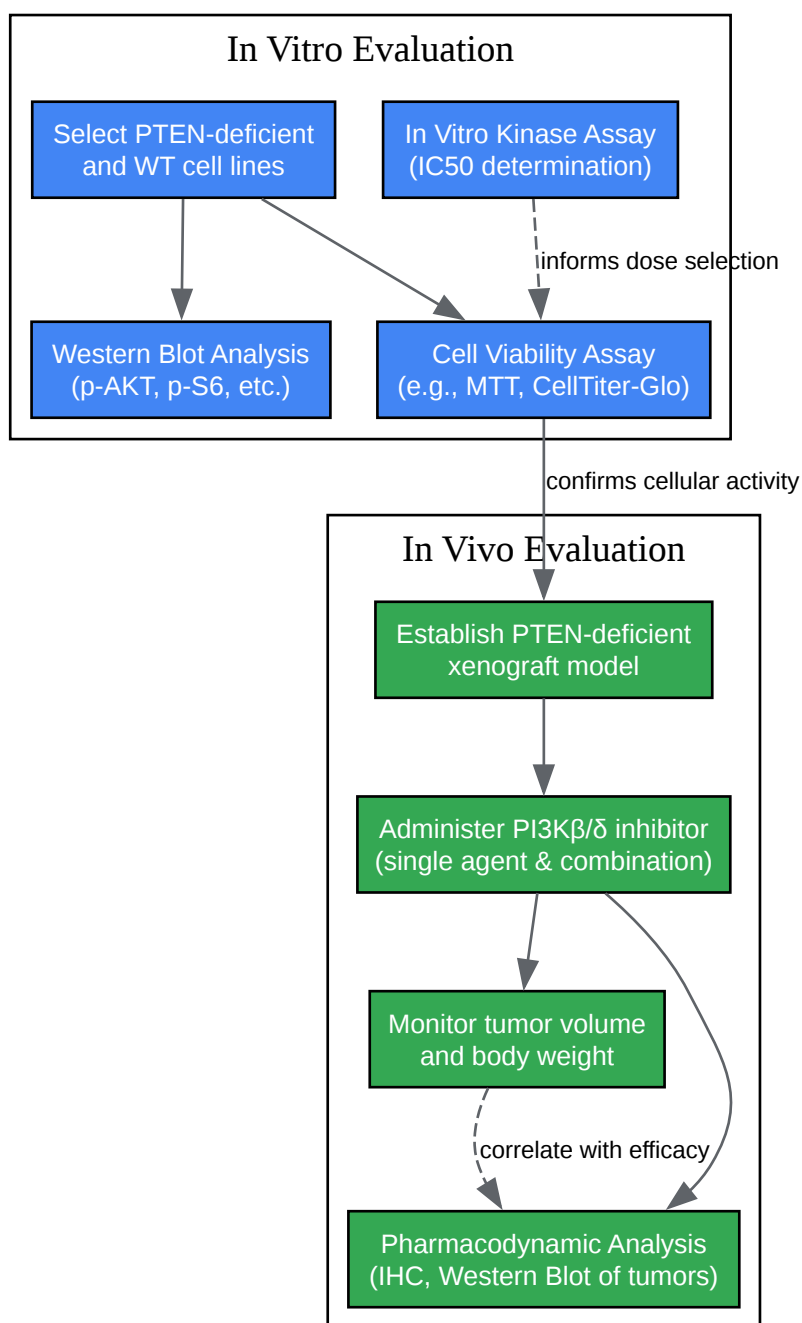 In Vitro Evaluation
Select PTEN-deficient
and WT cell lines
In Vitro Kinase Assay
(IC50 determination)
informs dose selection
Western Blot Analysis
(p-AKT, p-S6, etc.)
Cell Viability Assay
(e.g., MTT, CellTiter-Glo)
confirms cellular activity
In Vivo Evaluation
Establish PTEN-deficient
xenograft model
Administer PI3Kβ/δ inhibitor
(single agent & combination)
Monitor tumor volume
and body weight
correlate with efficacy
Pharmacodynamic Analysis
(IHC, Western Blot of tumors)